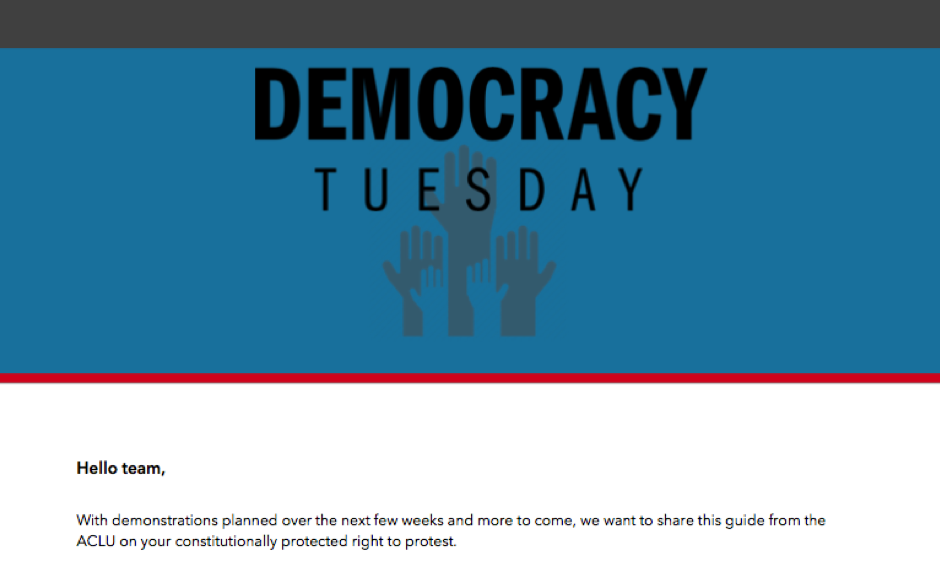 DEMOCRACY
TUESDAY
Hello team,
With demonstrations planned over the next few weeks and more to come, we want to share this guide from the
ACLU on your constitutionally protected right to protest.